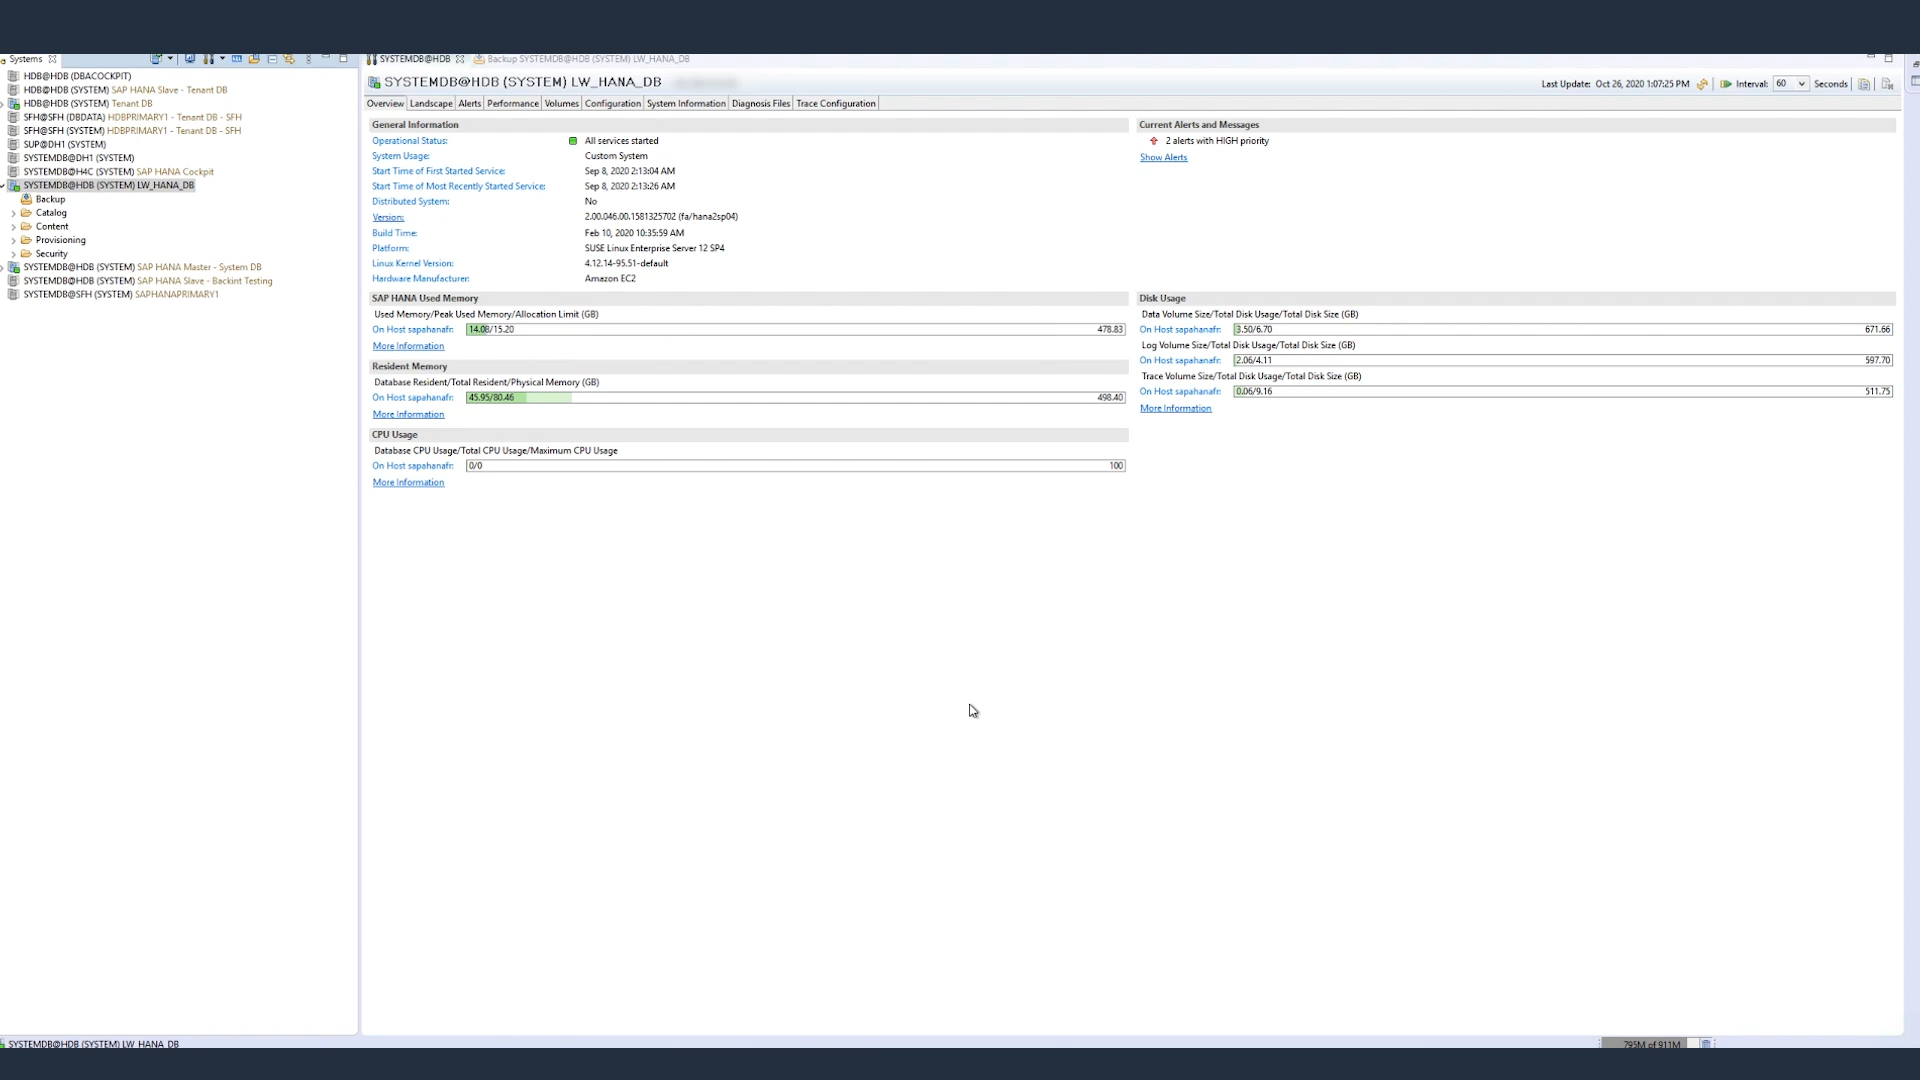 Systems
HDB@HDB (DBACOCKPIT)
HDB@HDB (SYSTEM) SAP HANA Slave - Tenant DB
HDB@HDB (SYSTEM) Tenant DB
SFH@SFH (DBDATA) HDBPRIMARY1 - Tenant DB - SFH
SFH@SFH (SYSTEM) HDBPRIMARY1 - Tenant DB - SFH
SUP@DH1 (SYSTEM)
SYSTEMDB@DH1 (SYSTEM)
SYSTEMDB@H4C (SYSTEM) SAP HANA Cockpit
SYSTEMDB@HDB (SYSTEM) LW_HANA_DB
Backup
Catalog
Content
Provisioning
Security
SYSTEMDB@HDB (SYSTEM) SAP HANA Master - System DB
SYSTEMDB@HDB (SYSTEM) SAP HANA Slave - Backint Testing
SYSTEMDB@SFH (SYSTEM) SAPHANAPRIMARY1
SYSTEMDB@HDB Backup SYSTEMDB@HDB (SYSTEM) LW_HANA_DB
SYSTEMDB@HDB (SYSTEM) LW_HANA_DB
Last Update: Oct 26, 2020 1:07:25 PM Interval: 60 Seconds
Overview Landscape Alerts Performance Volumes Configuration System Information Diagnosis Files Trace Configuration
General Information
Operational Status: All services started
System Usage: Custom System
Start Time of First Started Service: Sep 8, 2020 2:13:04 AM
Start Time of Most Recently Started Service: Sep 8, 2020 2:13:26 AM
Distributed System: No
Version: 2.00.046.00.1581325702 (fa/hana2sp04)
Build Time: Feb 10, 2020 10:35:59 AM
Platform: SUSE Linux Enterprise Server 12 SP4
Linux Kernel Version: 4.12.14-95.51-default
Hardware Manufacturer: Amazon EC2
SAP HANA Used Memory
Used Memory/Peak Used Memory/Allocation Limit (GB)
On Host sapahanafr: 14.08/15.20 478.83
More Information
Resident Memory
Database Resident/Total Resident/Physical Memory (GB)
On Host sapahanafr: 45.95/80.46 498.40
More Information
CPU Usage
Database CPU Usage/Total CPU Usage/Maximum CPU Usage
On Host sapahanafr: 0/0 100
More Information
Current Alerts and Messages
2 alerts with HIGH priority
Show Alerts
Disk Usage
Data Volume Size/Total Disk Usage/Total Disk Size (GB)
On Host sapahanafr: 3.50/6.70 671.66
Log Volume Size/Total Disk Usage/Total Disk Size (GB)
On Host sapahanafr: 2.06/4.11 597.70
Trace Volume Size/Total Disk Usage/Total Disk Size (GB)
On Host sapahanafr: 0.06/9.16 511.75
More Information
SYSTEMDB@HDB (SYSTEM) LW_HANA_DB
795M of 911M